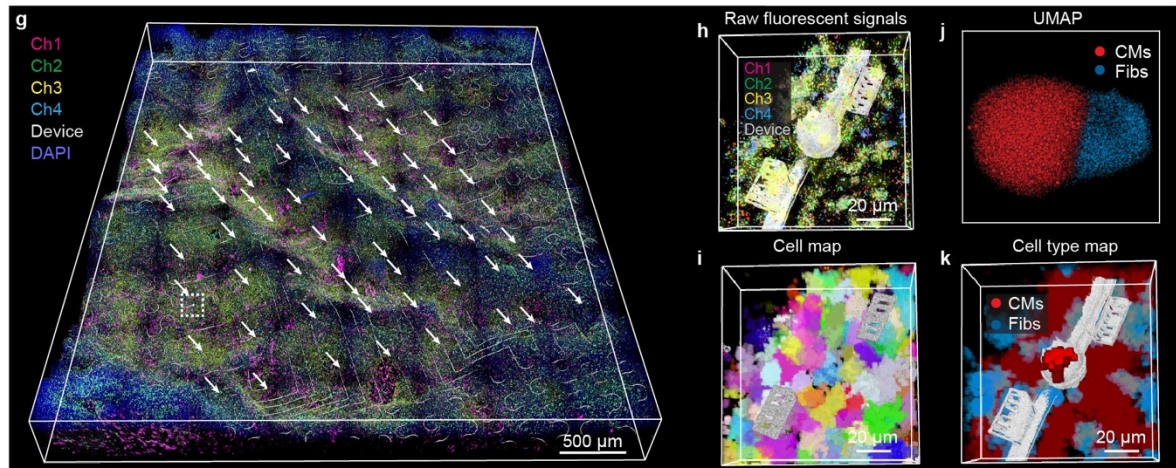 g
Ch1
Ch2
Ch3
Ch4
Device
DAPI
500 µm
h
Raw fluorescent signals
Ch1
Ch2
Ch3
Ch4
Device
20 µm
UMAP
j
CMs
Fibs
Cell map
i
20 µm
Cell type map
k
CMs
Fibs
20 µm